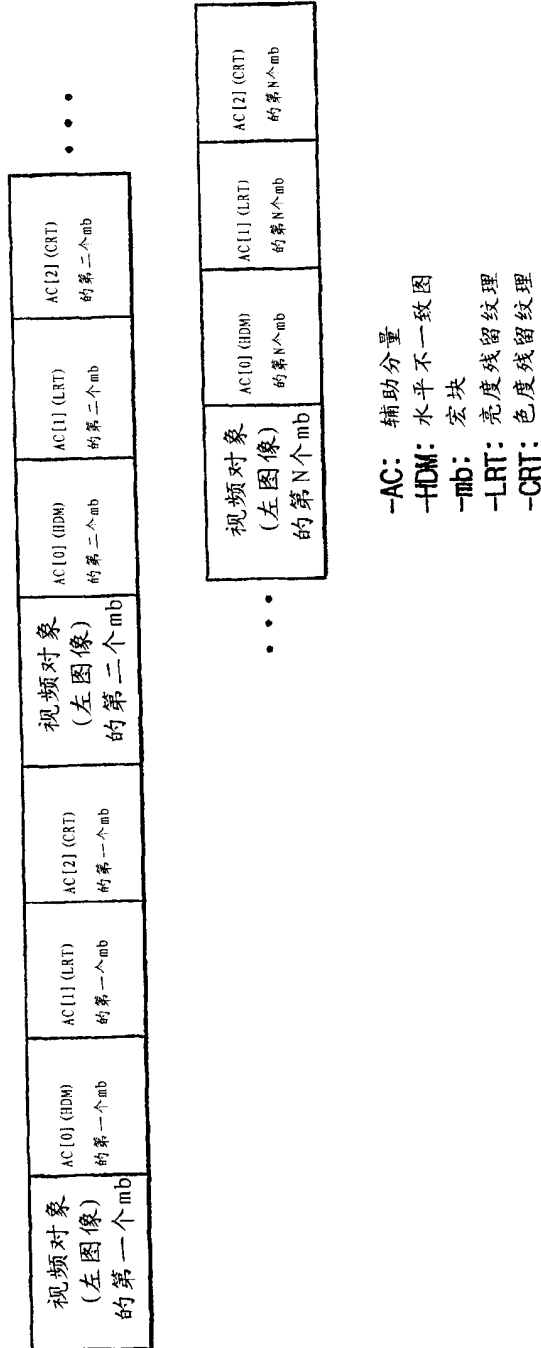 视频对象
(左图像)
的第一个mb
AC[0](HDM)
的第一个mb
AC[1](LRT)
的第一个mb
AC[2](CRT)
的第一个mb
视频对象
(左图像)
的第二个mb
AC[0](HDM)
的第二个mb
AC[1](LRT)
的第二个mb
AC[2](CRT)
的第二个mb
• • •
• • •
视频对象
(左图像)
的第N个mb
AC[0](HDM)
的第N个mb
AC[1](LRT)
的第N个mb
AC[2](CRT)
的第N个mb
-AC: 辅助分量
-HDM: 水平不一致图
-mb: 宏块
-LRT: 亮度残留纹理
-CRT: 色度残留纹理